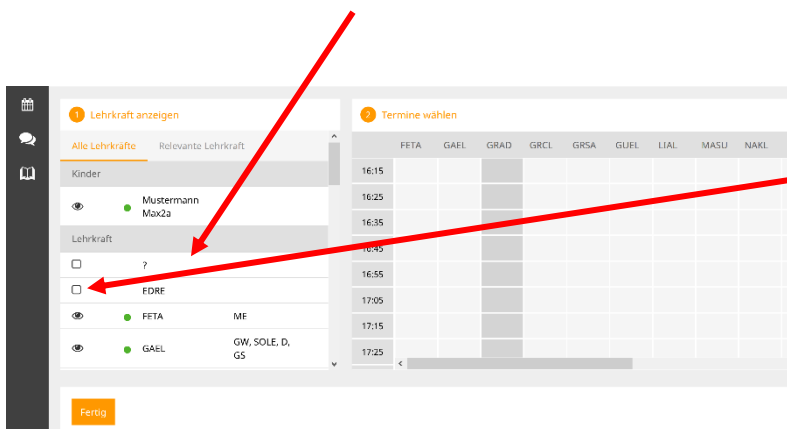 1 Lehrkraft anzeigen
Alle Lehrkräfte Relevante Lehrkraft
Kinder
Mustermann
Max2a
Lehrkraft
?
EDRE
FETA ME
GAEL GW, SOLE, D,
GS
2 Termine wählen
FETA GAEL GRAD GRCL GRSA GUEL LIAL MASU NAKL
16:15
16:25
16:35
16:45
16:55
17:05
17:15
17:25
Fertig